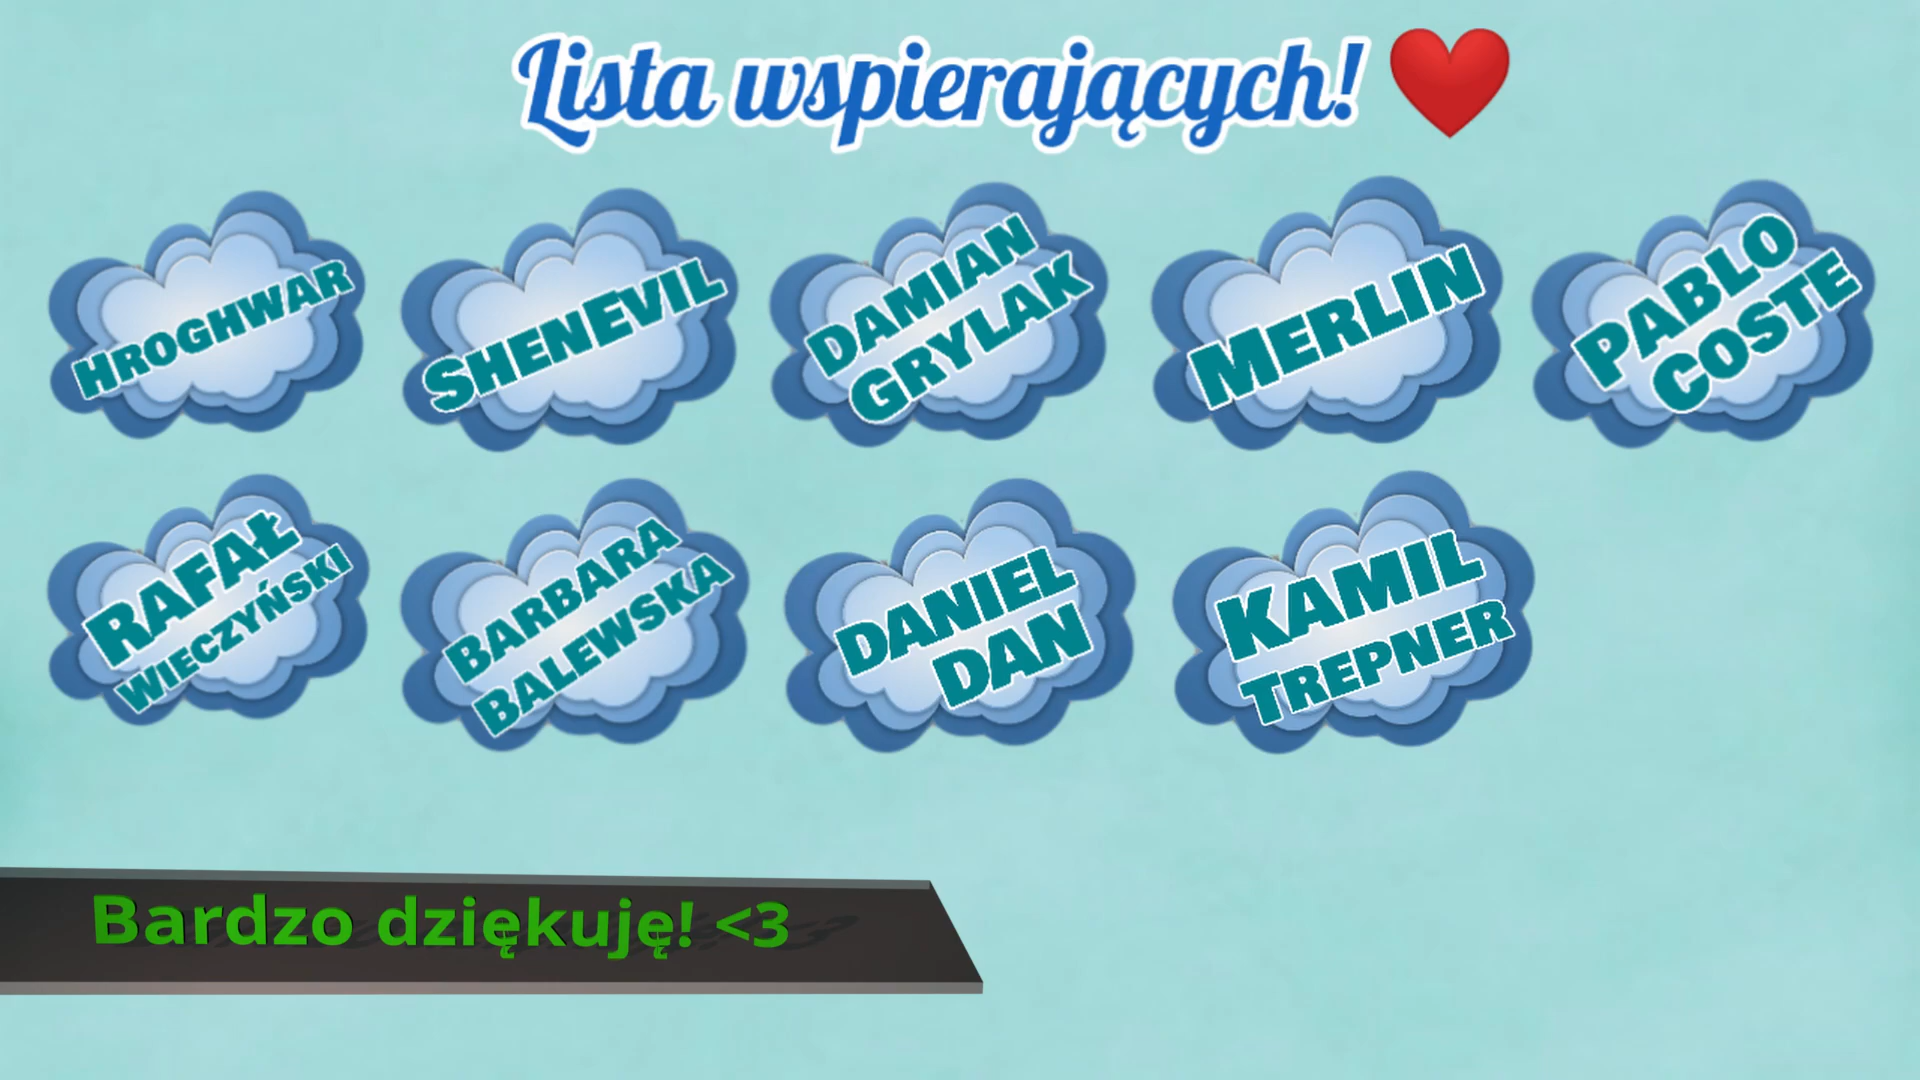 Lista wspierających! ❤
HROGHWAR
SHENEVIL
DAMIAN
GRYLAK
MERLIN
PABLO
COSTE
RAFAŁ
WIECZYŃSKI
BARBARA
BALEWSKA
DANIEL
DAN
KAMIL
TREPNER
Bardzo dziękuję! <3